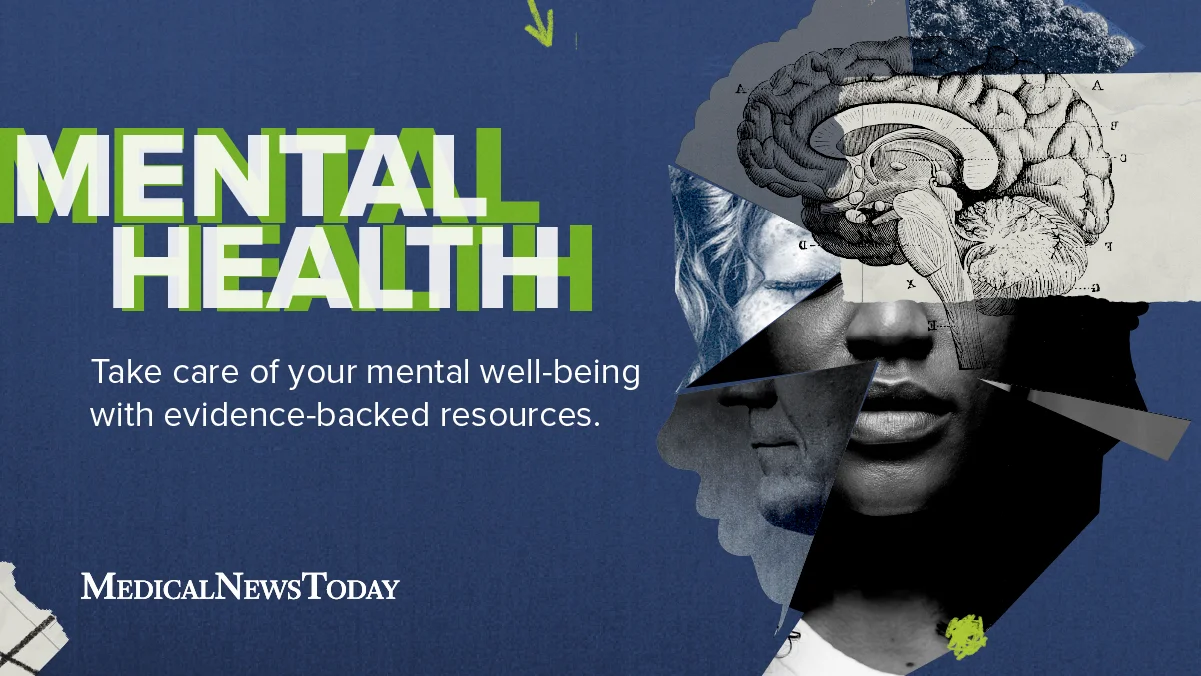 MENTAL
HEALTH
Take care of your mental well-being
with evidence-backed resources.
MEDICALNEWSTODAY
A
A
B
C
D
F
X
G
E